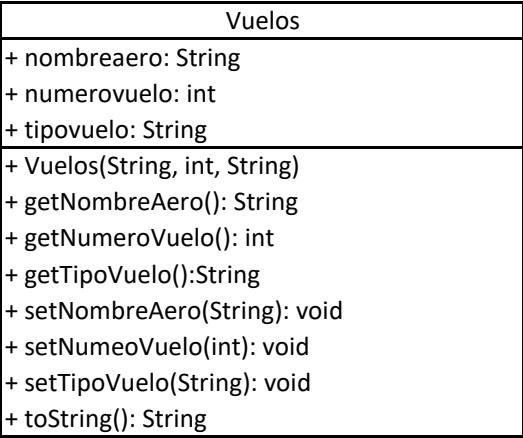 Vuelos
+ nombreaero: String
+ numerovuelo: int
+ tipovuelo: String
+ Vuelos(String, int, String)
+ getNombreAero(): String
+ getNumeroVuelo(): int
+ getTipoVuelo():String
+ setNombreAero(String): void
+ setNumeoVuelo(int): void
+ setTipoVuelo(String): void
+ toString(): String